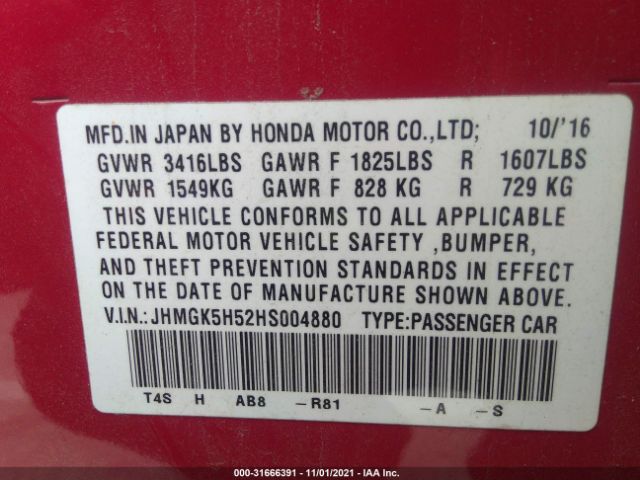 MFD.IN JAPAN BY HONDA MOTOR CO.,LTD; 10/'16
GVWR 3416LBS GAWR F 1825LBS R 1607LBS
GVWR 1549KG GAWR F 828 KG R 729 KG
THIS VEHICLE CONFORMS TO ALL APPLICABLE
FEDERAL MOTOR VEHICLE SAFETY ,BUMPER,
AND THEFT PREVENTION STANDARDS IN EFFECT
ON THE DATE OF MANUFACTURE SHOWN ABOVE.
V.I.N.:JHMGK5H52HS004880 TYPE:PASSENGER CAR
T4S H AB8 -R81 -A -S
000-31666391 - 11/01/2021 - IAA Inc.